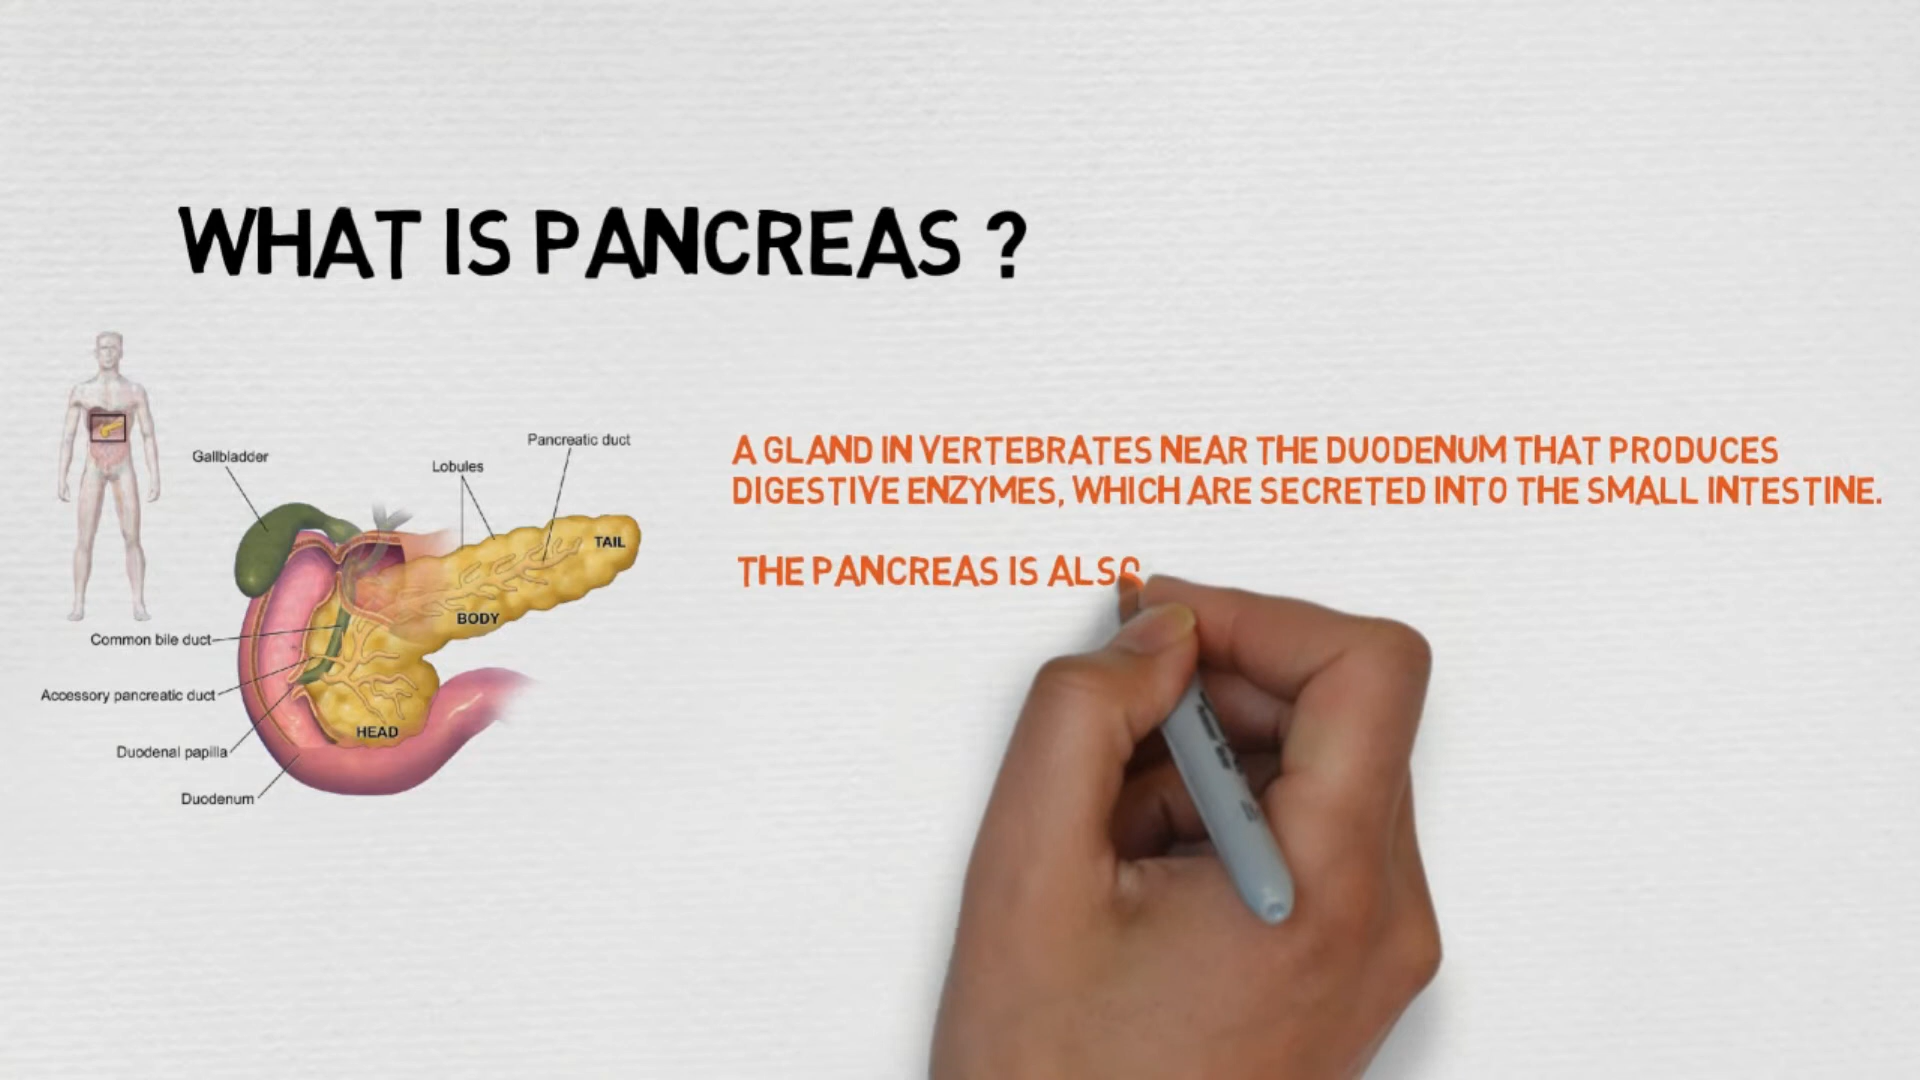 WHAT IS PANCREAS ?
Gallbladder
Lobules
Pancreatic duct
TAIL
BODY
HEAD
Common bile duct
Accessory pancreatic duct
Duodenal papilla
Duodenum
A GLAND IN VERTEBRATES NEAR THE DUODENUM THAT PRODUCES
DIGESTIVE ENZYMES, WHICH ARE SECRETED INTO THE SMALL INTESTINE.
THE PANCREAS IS ALSO